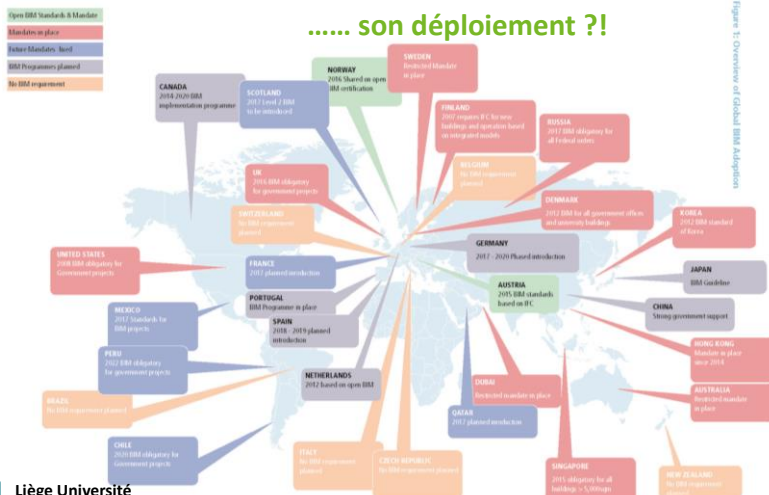 ...... son déploiement ?!
Open BIM Standards & Mandate
Mandates in place
Future Mandates fixed
BIM Programmes planned
No BIM requirement
Figure 1: Overview of Global BIM Adoption
CANADA
2014-2020 BIM
implementation programme
SCOTLAND
2017 Level 2 BIM
to be introduced
NORWAY
2016 Shared on open
BIM certification
SWEDEN
Restricted Mandate
in place
FINLAND
2007 requires IFC for new
buildings and operation based
on integrated models
RUSSIA
2017 BIM obligatory for
all Federal orders
UK
2016 BIM obligatory
for government projects
BELGIUM
No BIM requirement
planned
SWITZERLAND
No BIM requirement
planned
DENMARK
2013 BIM for all government offices
and university buildings
KOREA
2012 BIM standard
of Korea
UNITED STATES
2008 BIM obligatory for
Government projects
FRANCE
2017 planned introduction
GERMANY
2017 - 2020 Phased introduction
JAPAN
BIM Guideline
PORTUGAL
BIM Programme in place
AUSTRIA
2015 BIM standards
based on IFC
CHINA
Strong government support
MEXICO
2017 Standards for
BIM projects
SPAIN
2018 - 2019 planned
introduction
HONG KONG
Mandate in place
since 2014
PERU
2022 BIM obligatory
for government projects
NETHERLANDS
2012 based on open BIM
DUBAI
Restricted mandate in place
AUSTRALIA
Restricted mandate
in place
BRAZIL
No BIM requirement planned
QATAR
2017 planned introduction
CHILE
2020 BIM obligatory for
Government projects
ITALY
No BIM requirement
planned
CZECH REPUBLIC
No BIM requirement planned
SINGAPORE
2015 obligatory for all
buildings > 5,000sqm
NEW ZEALAND
No BIM requirement
planned
Liège Université